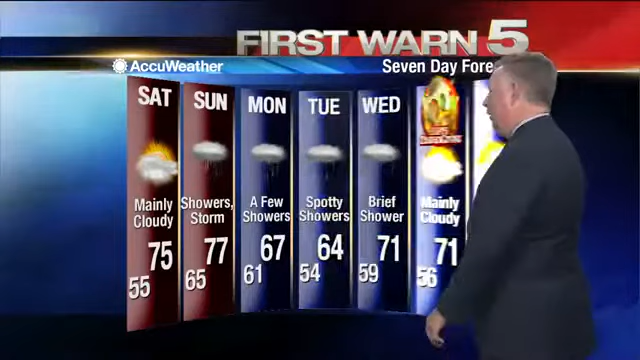 FIRST WARN 5
AccuWeather
Seven Day Fore
SAT
SUN
MON
TUE
WED
Mainly
Cloudy
Showers,
Storm
A Few
Showers
Spotty
Showers
Brief
Shower
Mainly
Cloudy
75
77
67
64
71
71
55
65
61
54
59
56